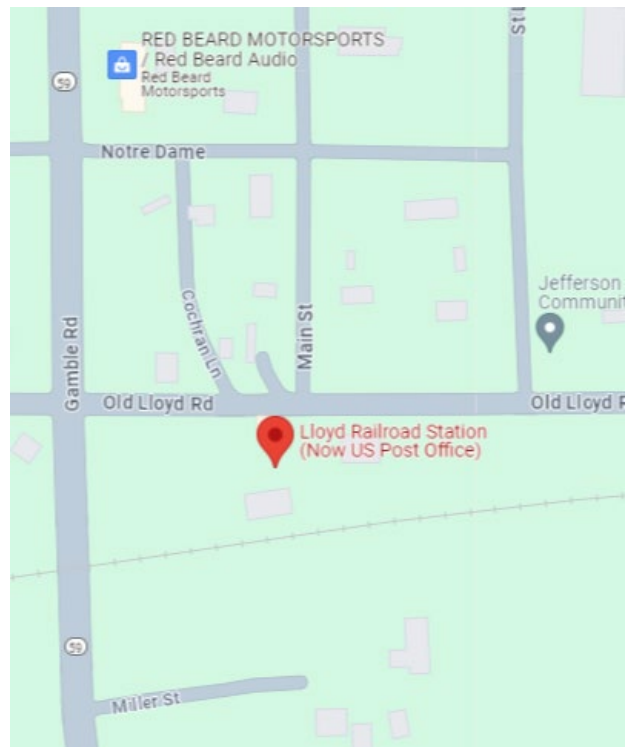 RED BEARD MOTORSPORTS
/ Red Beard Audio
Red Beard
Motorsports
St
59
Notre Dame
Cochran Ln
Main St
Gamble Rd
Jefferson
Communit
Old Lloyd Rd
Old Lloyd R
Lloyd Railroad Station
(Now US Post Office)
59
Miller St